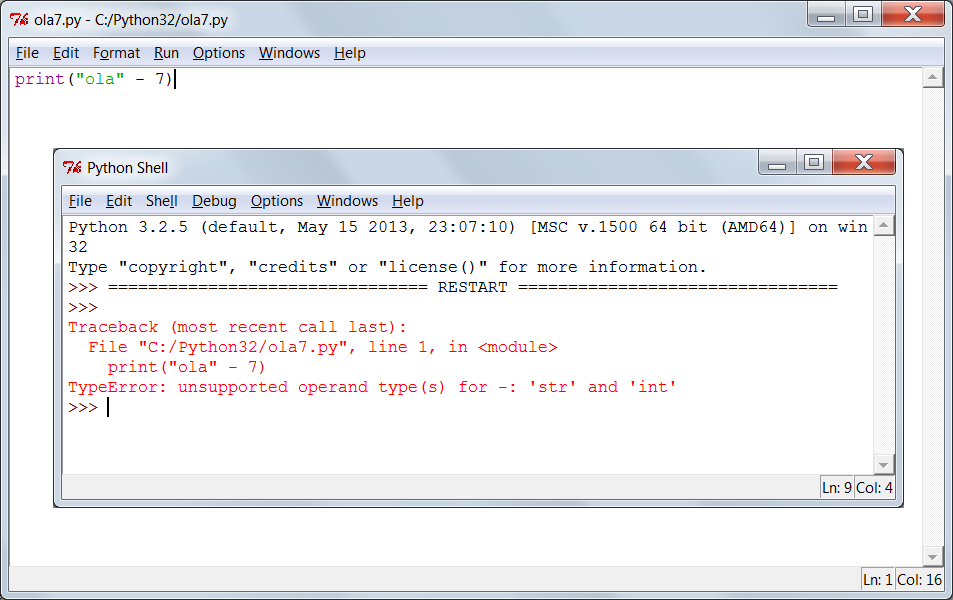 ola7.py - C:/Python32/ola7.py
File Edit Format Run Options Windows Help
print("ola" - 7)
Python Shell
File Edit Shell Debug Options Windows Help
Python 3.2.5 (default, May 15 2013, 23:07:10) [MSC v.1500 64 bit (AMD64)] on win
32
Type "copyright", "credits" or "license()" for more information.
>>> ================================ RESTART ================================
>>>
Traceback (most recent call last):
  File "C:/Python32/ola7.py", line 1, in <module>
    print("ola" - 7)
TypeError: unsupported operand type(s) for -: 'str' and 'int'
>>>
Ln: 9 Col: 4
Ln: 1 Col: 16